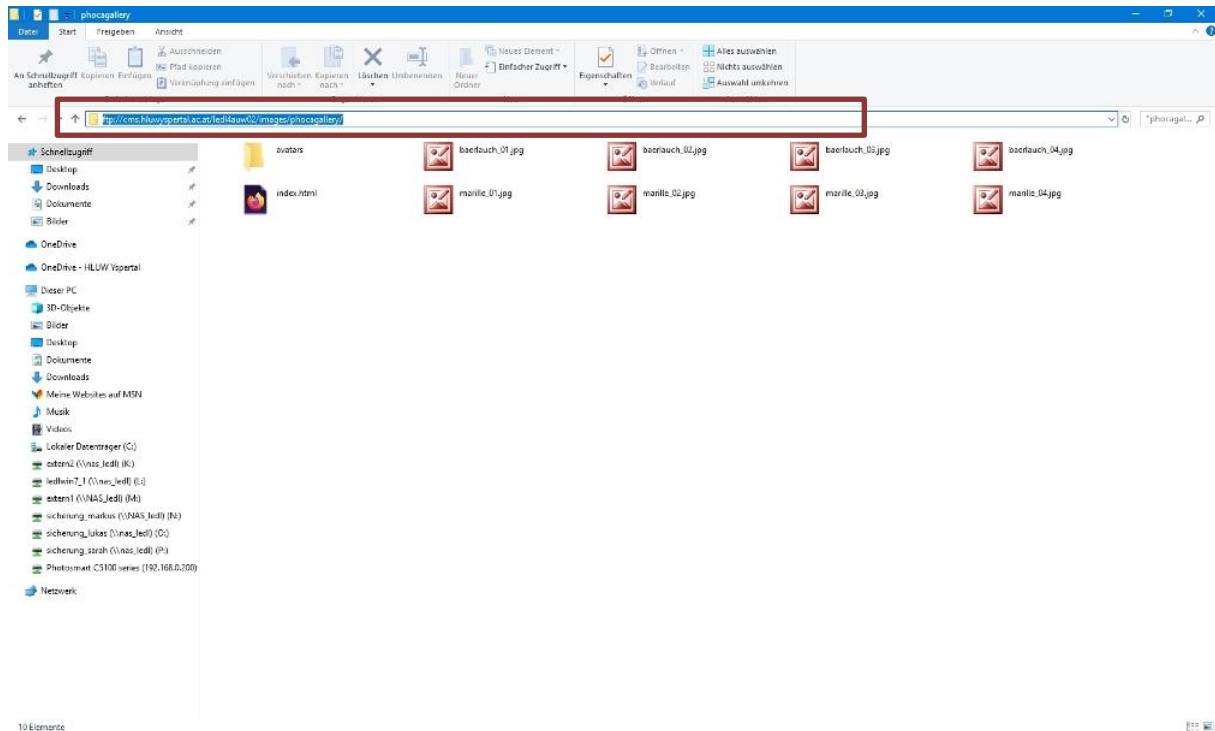 phocagallery
Datei Start Freigeben Ansicht
An Schnellzugriff anheften
Kopieren
Einfügen
Ausschneiden
Pfad kopieren
Verknüpfung einfügen
Verschieben nach
Kopieren nach
Löschen
Umbenennen
Neuer Ordner
Neues Element
Einfacher Zugriff
Eigenschaften
Öffnen
Bearbeiten
Verlauf
Alles auswählen
Nichts auswählen
Auswahl umkehren
ftp://cms.hluwyspertal.ac.at/ledl4auw02/images/phocagallery/
"phocagal...
Schnellzugriff
Desktop
Downloads
Dokumente
Bilder
OneDrive
OneDrive - HLUW Yspertal
Dieser PC
3D-Objekte
Bilder
Desktop
Dokumente
Downloads
Meine Websites auf MSN
Musik
Videos
Lokaler Datenträger (C:)
extern2 (\\nas_ledl) (K:)
ledlwin7_1 (\\nas_ledl) (L:)
extern1 (\\NAS_ledl) (M:)
sicherung_markus (\\NAS_ledl) (N:)
sicherung_lukas (\\nas_ledl) (O:)
sicherung_sarah (\\nas_ledl) (P:)
Photosmart C5100 series (192.168.0.200)
Netzwerk
avatars
baerlauch_01.jpg
baerlauch_02.jpg
baerlauch_03.jpg
baerlauch_04.jpg
index.html
marille_01.jpg
marille_02.jpg
marille_03.jpg
marille_04.jpg
10 Elemente